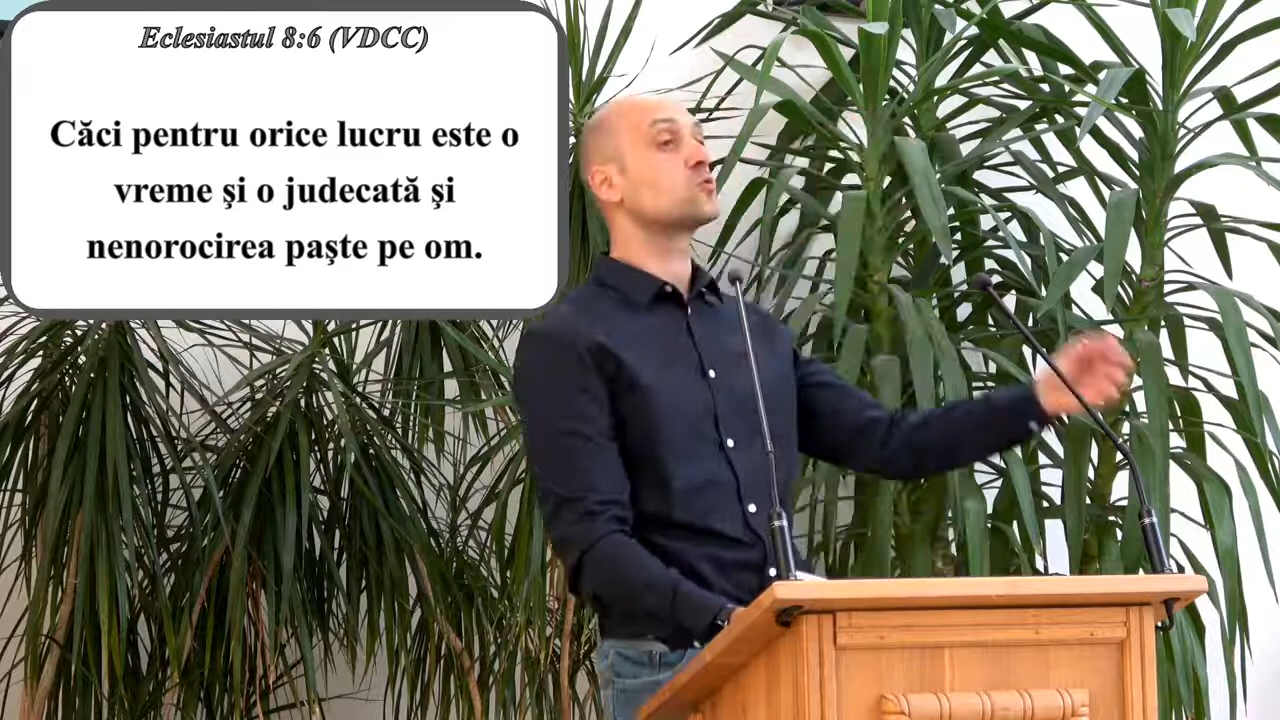 Eclesiastul 8:6 (VDCC)
Căci pentru orice lucru este o
vreme şi o judecată şi
nenorocirea paşte pe om.